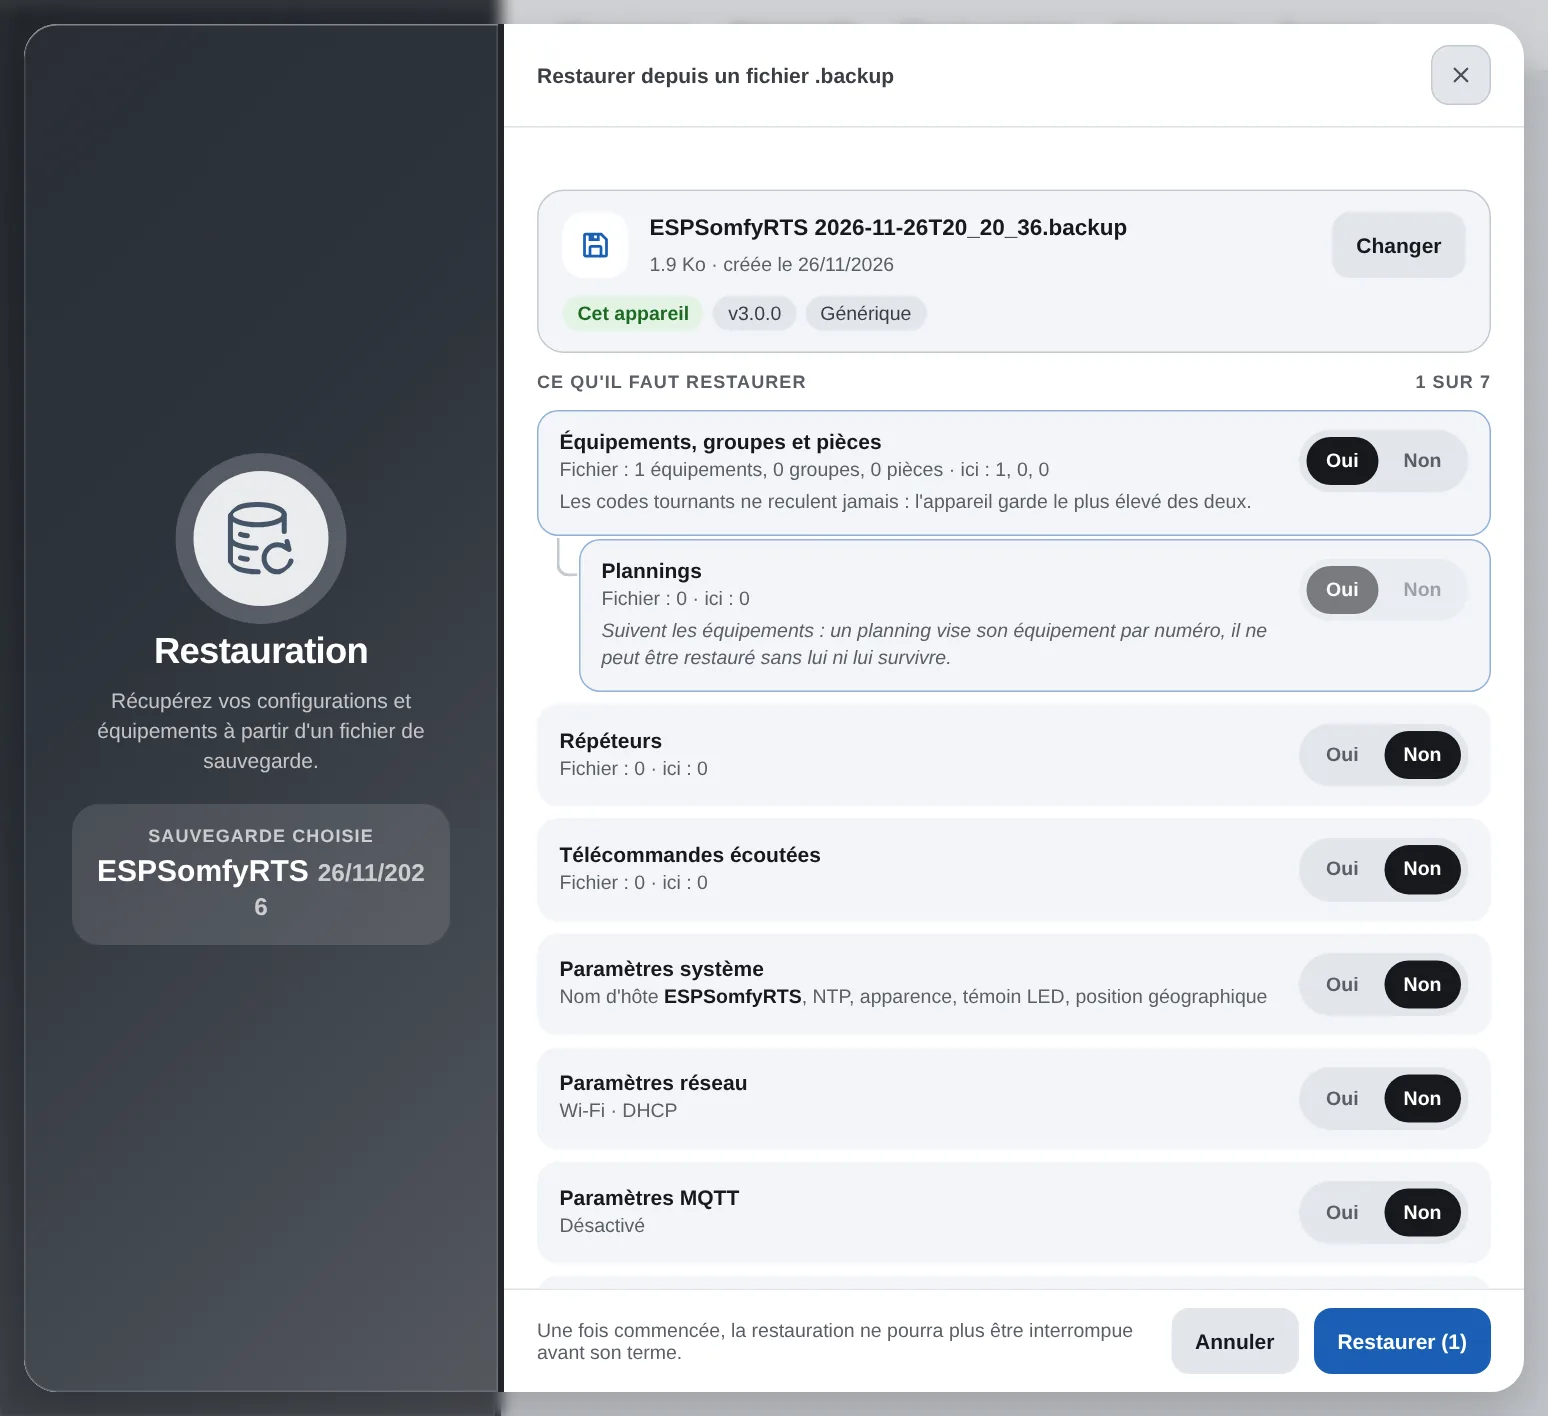 Restauration
Récupérez vos configurations et
équipements à partir d'un fichier de
sauvegarde.
SAUVEGARDE CHOISIE
ESPSomfyRTS 26/11/202
6
Restaurer depuis un fichier .backup
ESPSomfyRTS 2026-11-26T20_20_36.backup
1.9 Ko · créée le 26/11/2026
Changer
Cet appareil v3.0.0 Générique
CE QU'IL FAUT RESTAURER 1 SUR 7
Équipements, groupes et pièces
Fichier : 1 équipements, 0 groupes, 0 pièces · ici : 1, 0, 0
Les codes tournants ne reculent jamais : l'appareil garde le plus élevé des deux.
Oui Non
Plannings
Fichier : 0 · ici : 0
Suivent les équipements : un planning vise son équipement par numéro, il ne
peut être restauré sans lui ni lui survivre.
Oui Non
Répéteurs
Fichier : 0 · ici : 0
Oui Non
Télécommandes écoutées
Fichier : 0 · ici : 0
Oui Non
Paramètres système
Nom d'hôte ESPSomfyRTS, NTP, apparence, témoin LED, position géographique
Oui Non
Paramètres réseau
Wi-Fi · DHCP
Oui Non
Paramètres MQTT
Désactivé
Oui Non
Une fois commencée, la restauration ne pourra plus être interrompue
avant son terme.
Annuler Restaurer (1)